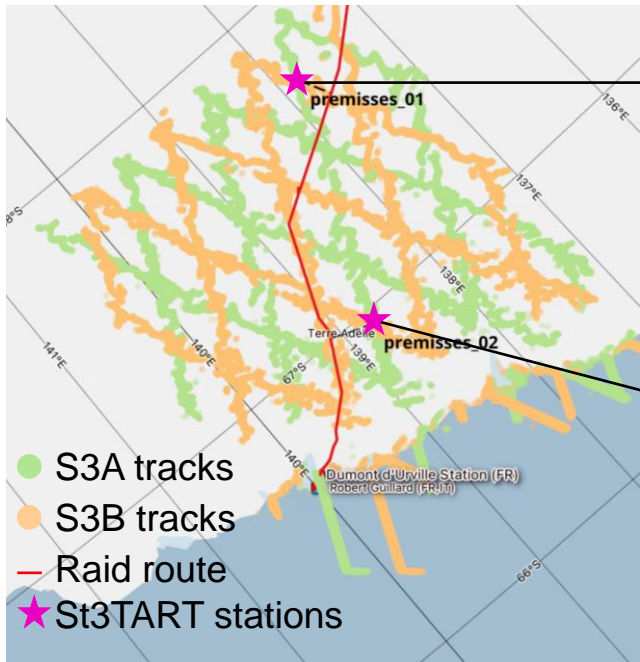 premisses_01
136°E
137°E
8°S
138°E
Terre Adélie
premisses_02
139°E
140°E
141°E
67°S
140°E
Dumont d'Urville Station (FR)
Robert Guillard (FR,IT)
66°S
S3A tracks
S3B tracks
Raid route
St3TART stations